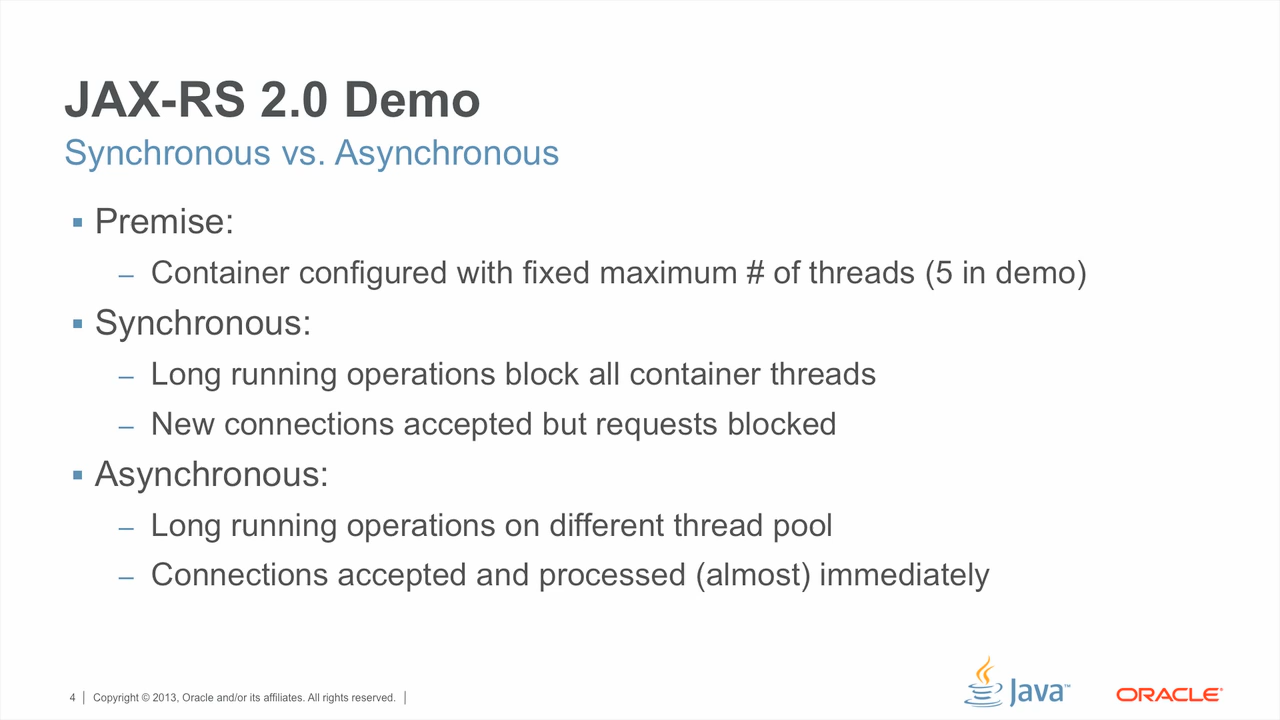 JAX-RS 2.0 Demo
Synchronous vs. Asynchronous
▪ Premise:
– Container configured with fixed maximum # of threads (5 in demo)
▪ Synchronous:
– Long running operations block all container threads
– New connections accepted but requests blocked
▪ Asynchronous:
– Long running operations on different thread pool
– Connections accepted and processed (almost) immediately
4 | Copyright © 2013, Oracle and/or its affiliates. All rights reserved. |
Java™
ORACLE®